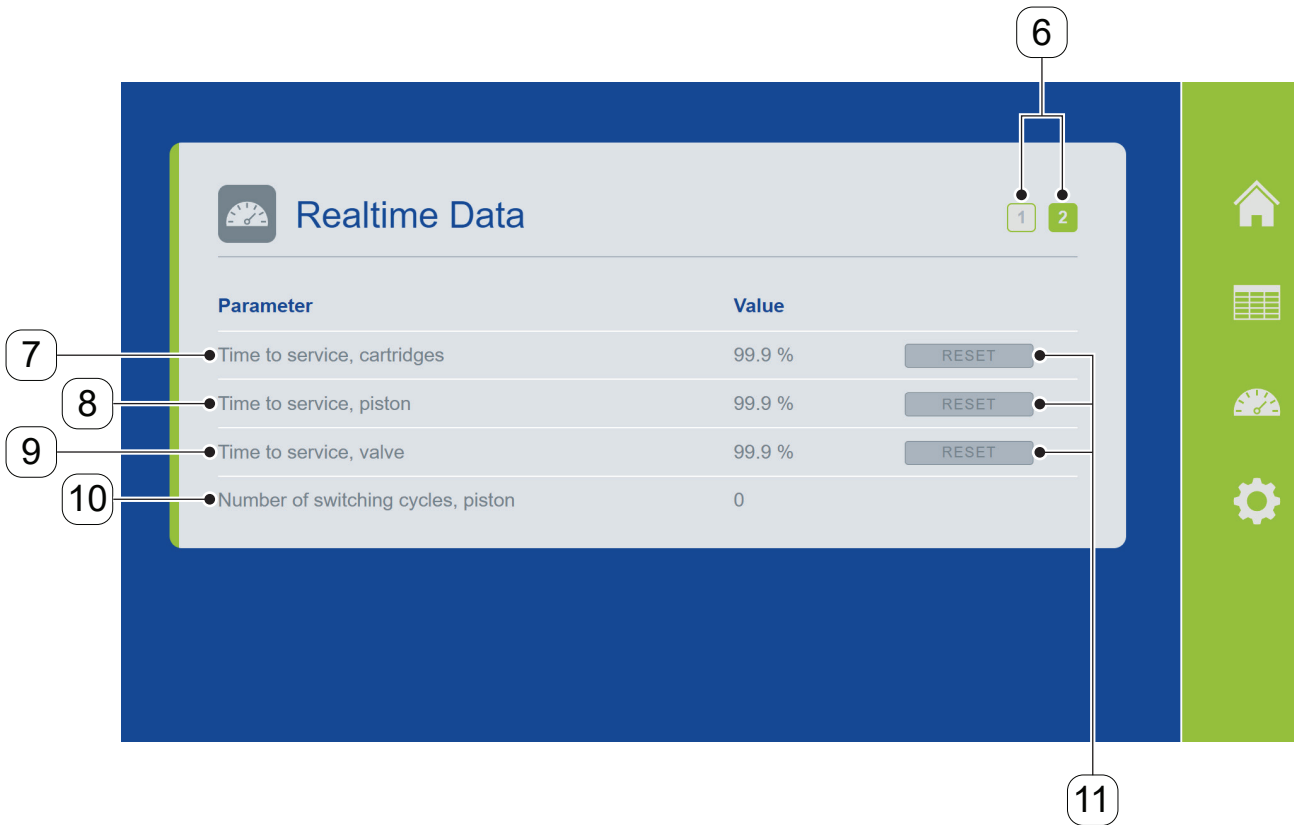 6
Realtime Data
1 2
Parameter Value
7 Time to service, cartridges 99.9 % RESET
8 Time to service, piston 99.9 % RESET
9 Time to service, valve 99.9 % RESET
10 Number of switching cycles, piston 0
11